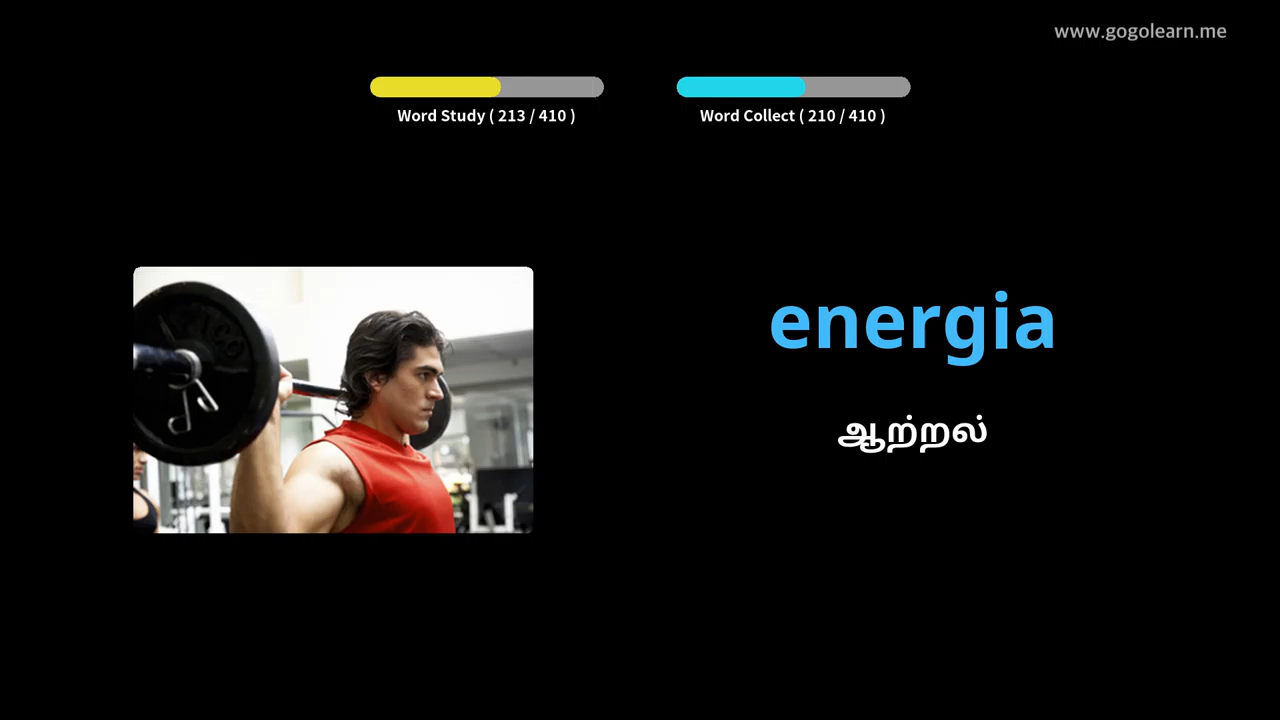 www.gogolearn.me
Word Study ( 213 / 410 )
Word Collect ( 210 / 410 )
energia
ஆற்றல்